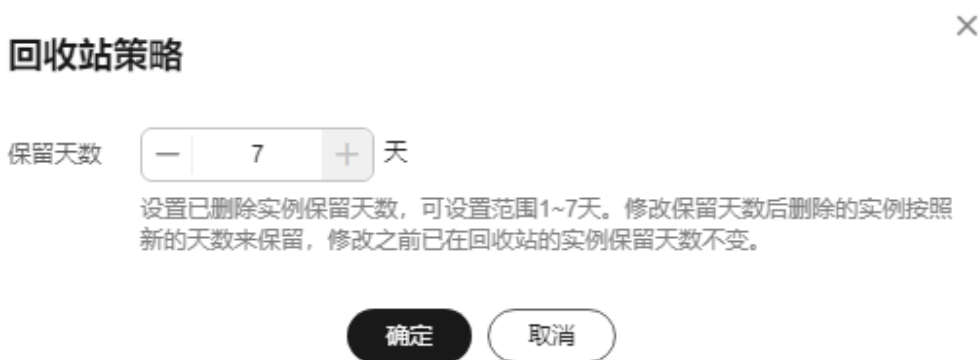 回收站策略
保留天数 7 天
设置已删除实例保留天数，可设置范围1~7天。修改保留天数后删除的实例按照
新的天数来保留，修改之前已在回收站的实例保留天数不变。
确定 取消